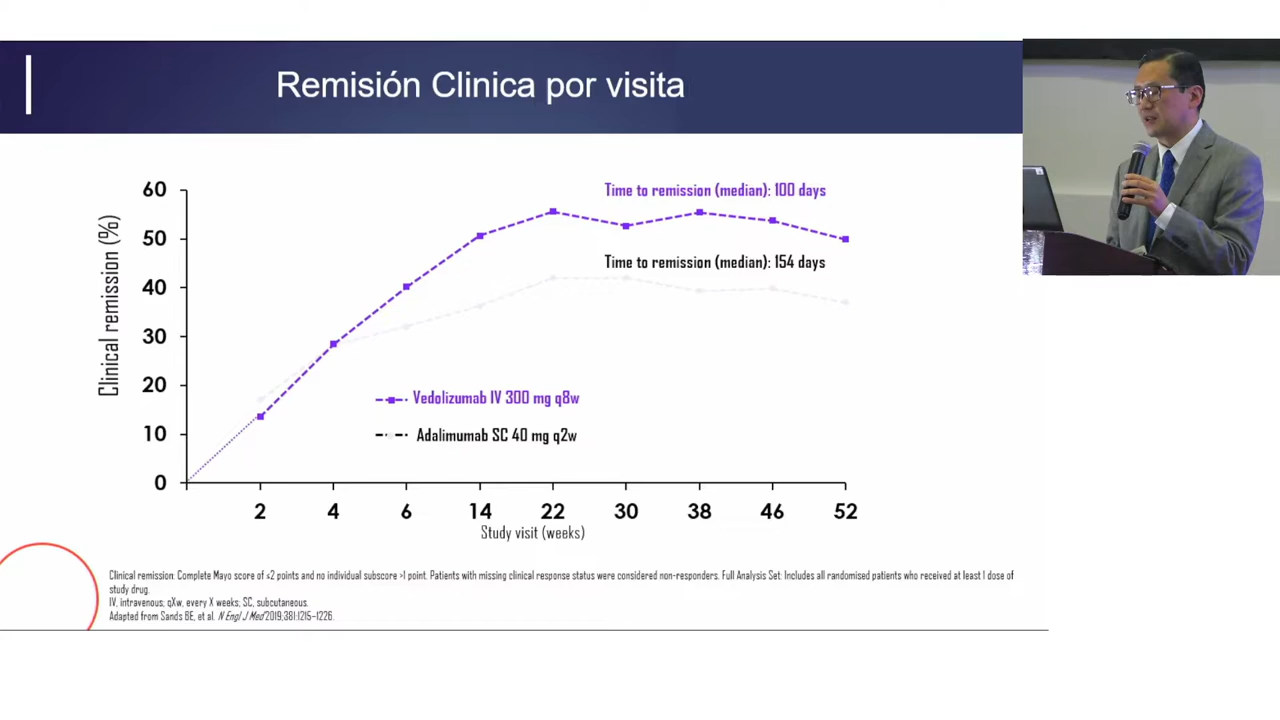 Remisión Clinica por visita
Clinical remission (%)
60
50
40
30
20
10
0
Time to remission (median): 100 days
Time to remission (median): 154 days
Vedolizumab IV 300 mg q8w
Adalimumab SC 40 mg q2w
2 4 6 14 22 30 38 46 52
Study visit (weeks)
Clinical remission: Complete Mayo score of ≤2 points and no individual subscore >1 point. Patients with missing clinical response status were considered non-responders. Full Analysis Set: Includes all randomised patients who received at least 1 dose of
study drug.
IV, intravenous; qXw, every X weeks; SC, subcutaneous.
Adapted from Sands BE, et al. N Engl J Med 2019;381:1215–1226.